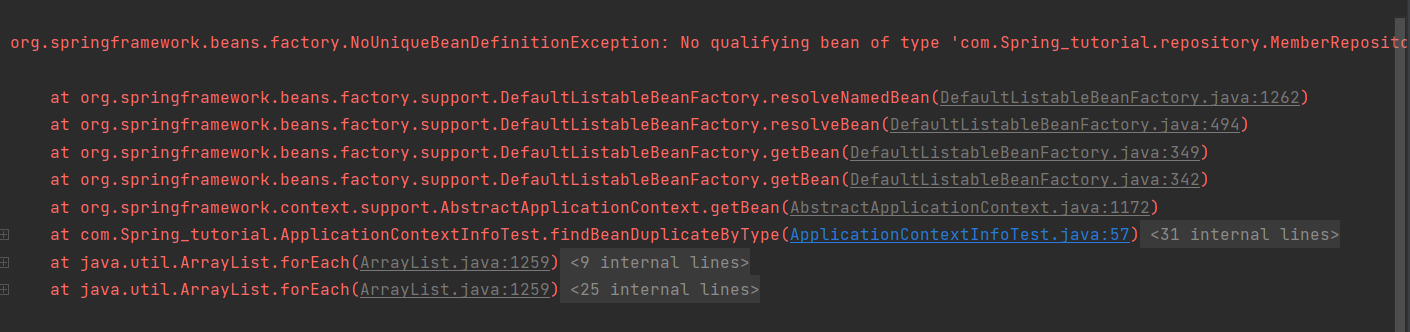 org.springframework.beans.factory.NoUniqueBeanDefinitionException: No qualifying bean of type 'com.Spring_tutorial.repository.MemberReposito
at org.springframework.beans.factory.support.DefaultListableBeanFactory.resolveNamedBean(DefaultListableBeanFactory.java:1262)
at org.springframework.beans.factory.support.DefaultListableBeanFactory.resolveBean(DefaultListableBeanFactory.java:494)
at org.springframework.beans.factory.support.DefaultListableBeanFactory.getBean(DefaultListableBeanFactory.java:349)
at org.springframework.beans.factory.support.DefaultListableBeanFactory.getBean(DefaultListableBeanFactory.java:342)
at org.springframework.context.support.AbstractApplicationContext.getBean(AbstractApplicationContext.java:1172)
at com.Spring_tutorial.ApplicationContextInfoTest.findBeanDuplicateByType(ApplicationContextInfoTest.java:57) <31 internal lines>
at java.util.ArrayList.forEach(ArrayList.java:1259) <9 internal lines>
at java.util.ArrayList.forEach(ArrayList.java:1259) <25 internal lines>